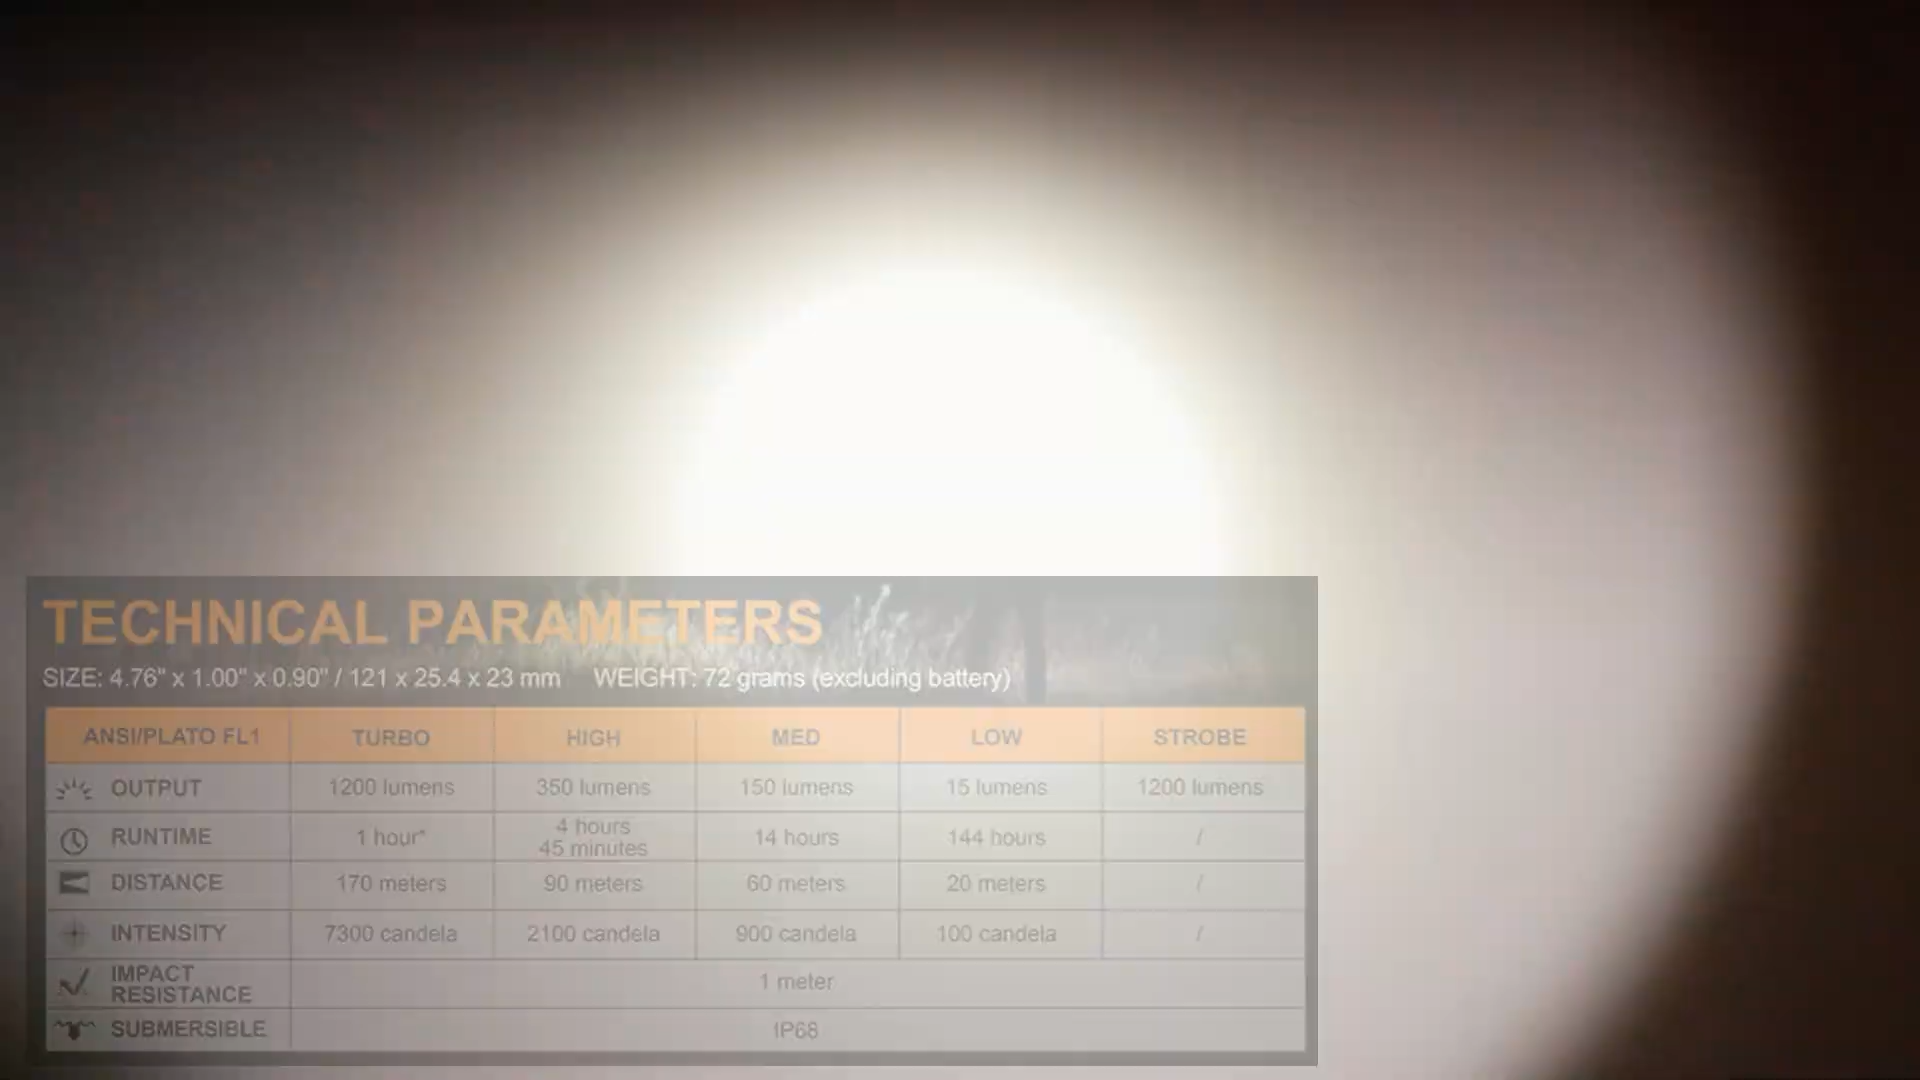 TECHNICAL PARAMETERS
SIZE: 4.76" x 1.00" x 0.90" / 121 x 25.4 x 23 mm WEIGHT: 72 grams (excluding battery)
ANSI/PLATO FL1 TURBO HIGH MED LOW STROBE
OUTPUT 1200 lumens 350 lumens 150 lumens 15 lumens 1200 lumens
RUNTIME 1 hour* 4 hours 45 minutes 14 hours 144 hours /
DISTANCE 170 meters 90 meters 60 meters 20 meters /
INTENSITY 7300 candela 2100 candela 900 candela 100 candela /
IMPACT RESISTANCE 1 meter
SUBMERSIBLE IP68